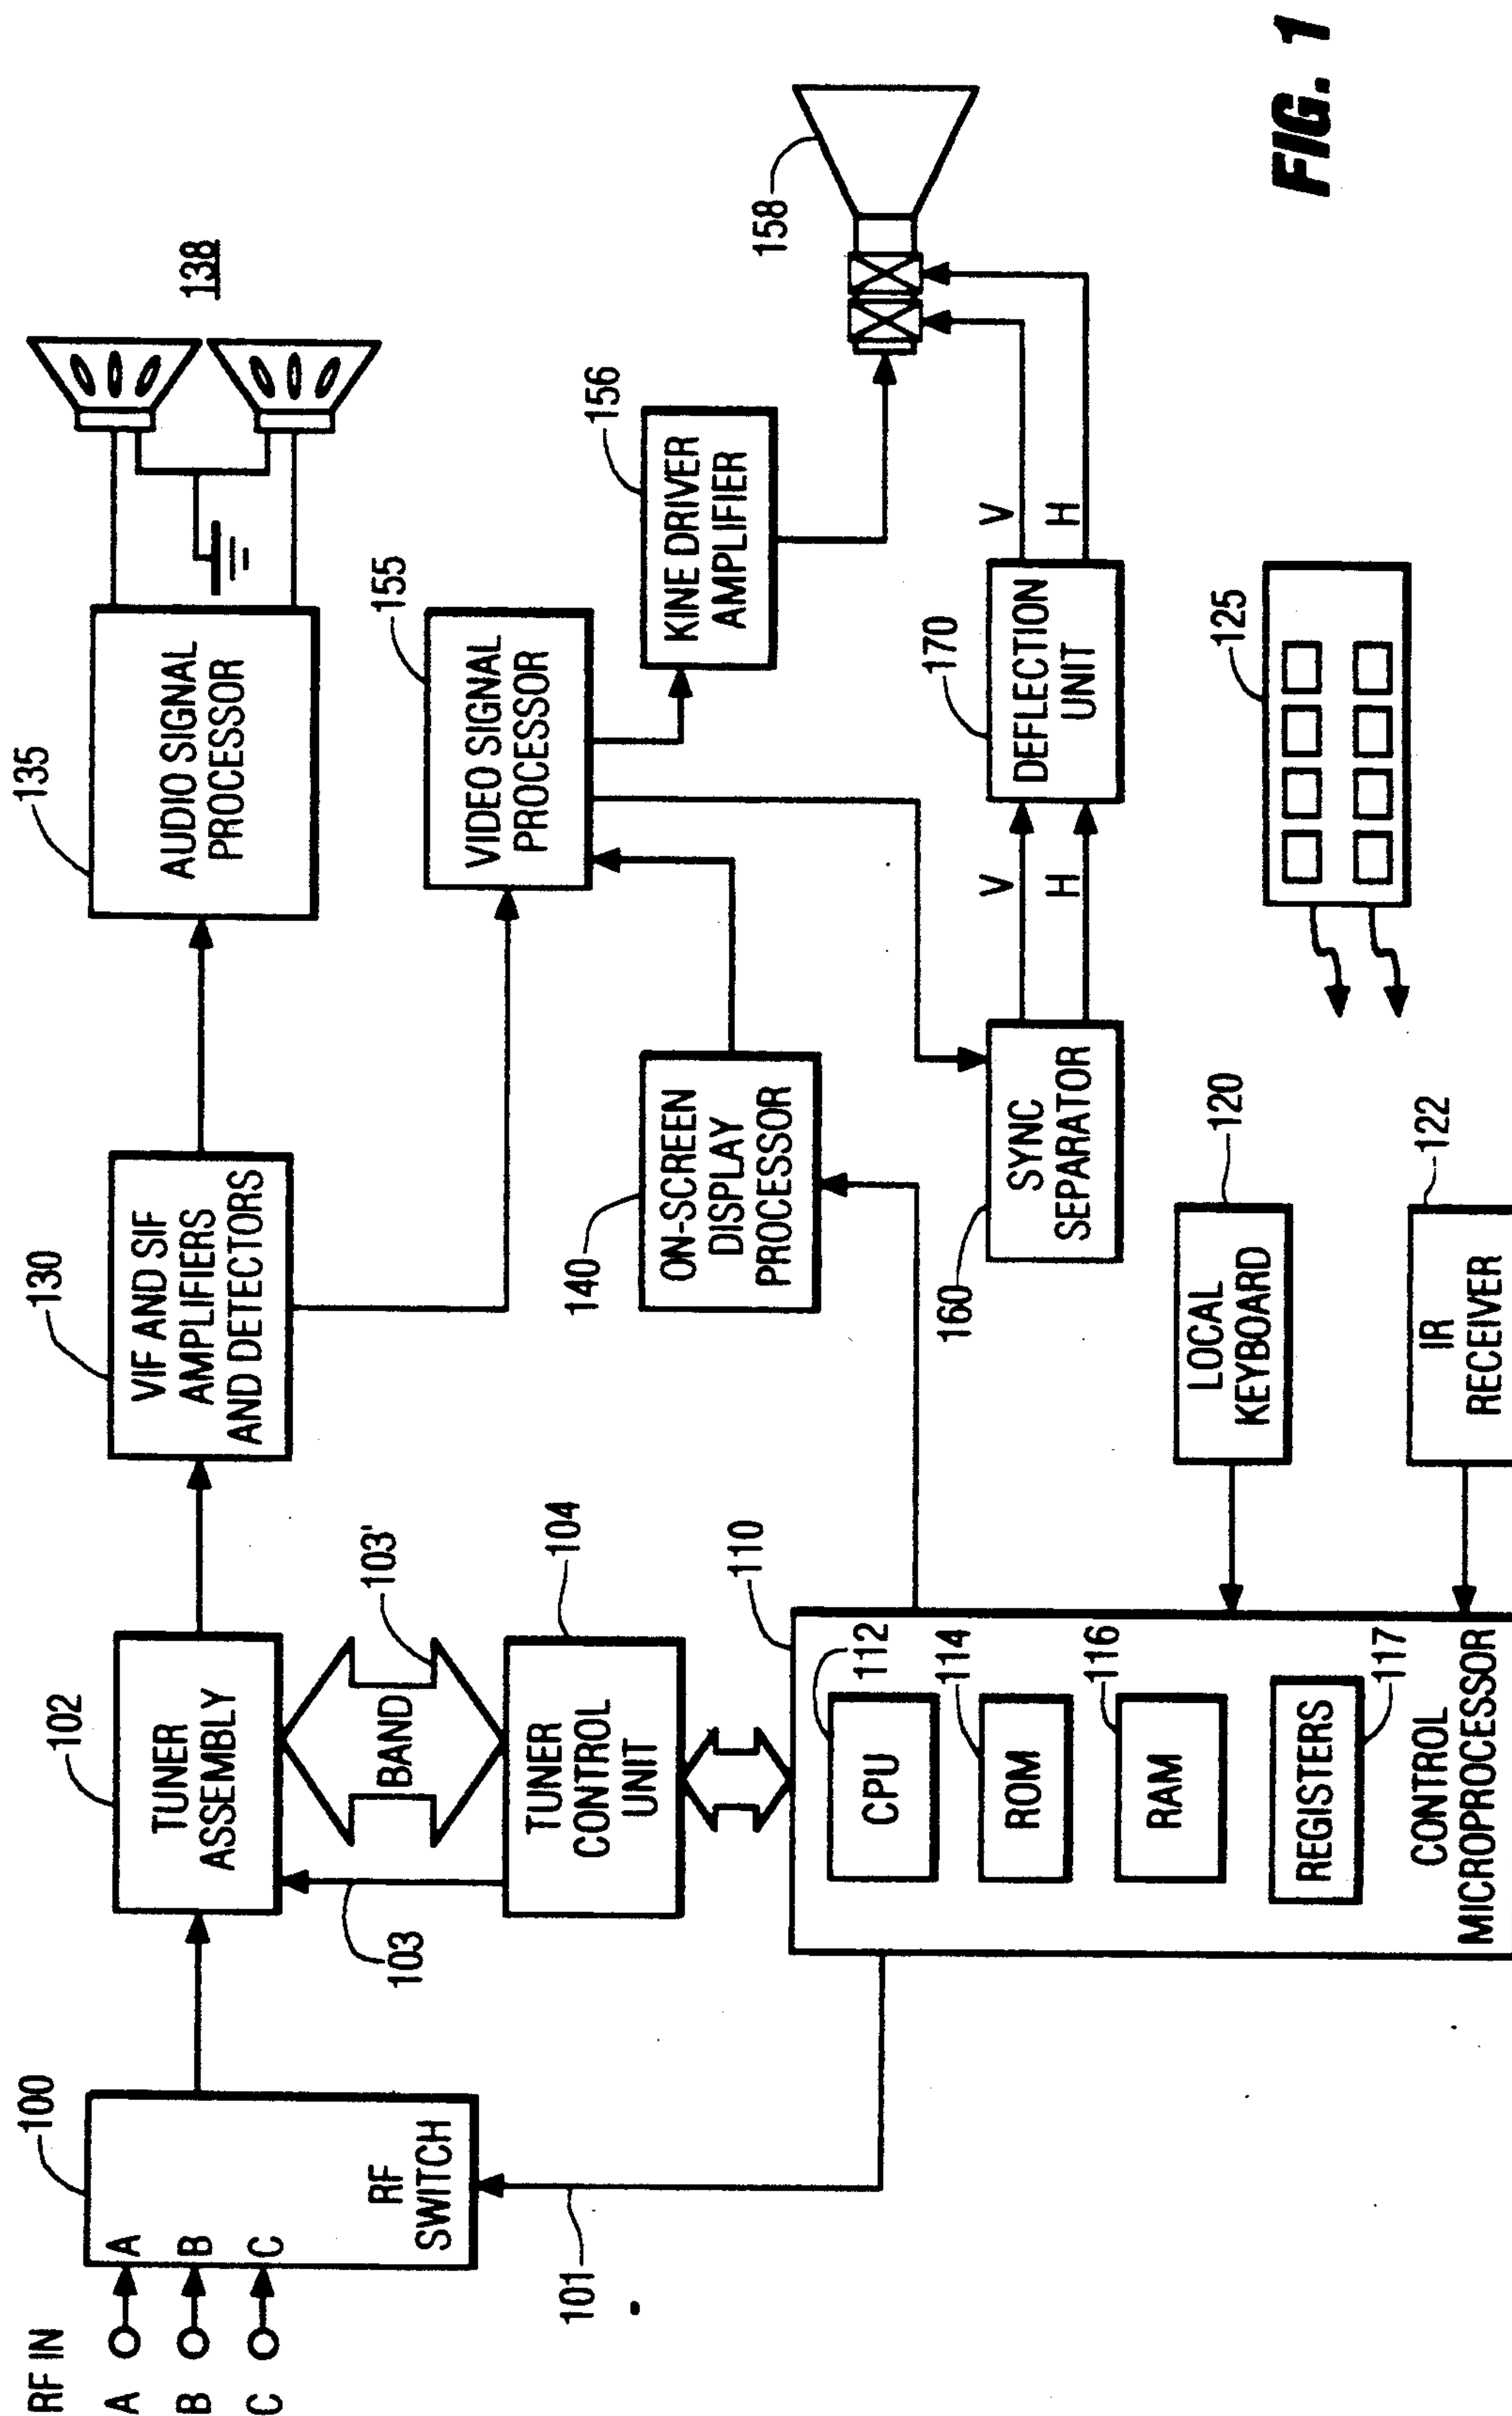 RF IN
A
B
C
A
B
C
100
RF
SWITCH
101
102
TUNER
ASSEMBLY
103
BAND
103'
104
TUNER
CONTROL
UNIT
110
CPU
112
ROM
114
RAM
116
REGISTERS
117
CONTROL
MICROPROCESSOR
130
VIF AND SIF
AMPLIFIERS
AND DETECTORS
135
AUDIO SIGNAL
PROCESSOR
138
155
VIDEO SIGNAL
PROCESSOR
140
ON-SCREEN
DISPLAY
PROCESSOR
156
KINE DRIVER
AMPLIFIER
158
160
SYNC
SEPARATOR
V
H
170
DEFLECTION
UNIT
V
H
120
LOCAL
KEYBOARD
122
IR
RECEIVER
125
FIG. 1